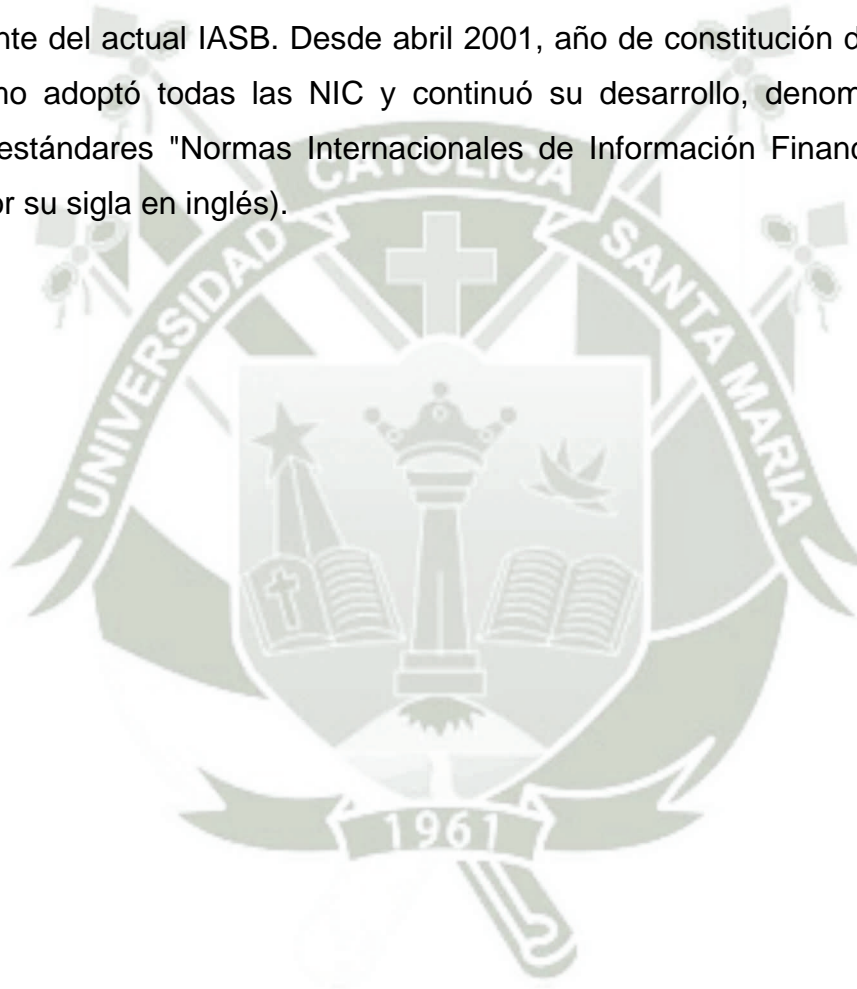 nte del actual IASB. Desde abril 2001, año de constitución d
no adoptó todas las NIC y continuó su desarrollo, denom
estándares "Normas Internacionales de Información Financ
or su sigla en inglés).
UNIVERSIDAD CATOLICA SANTA MARIA
1961